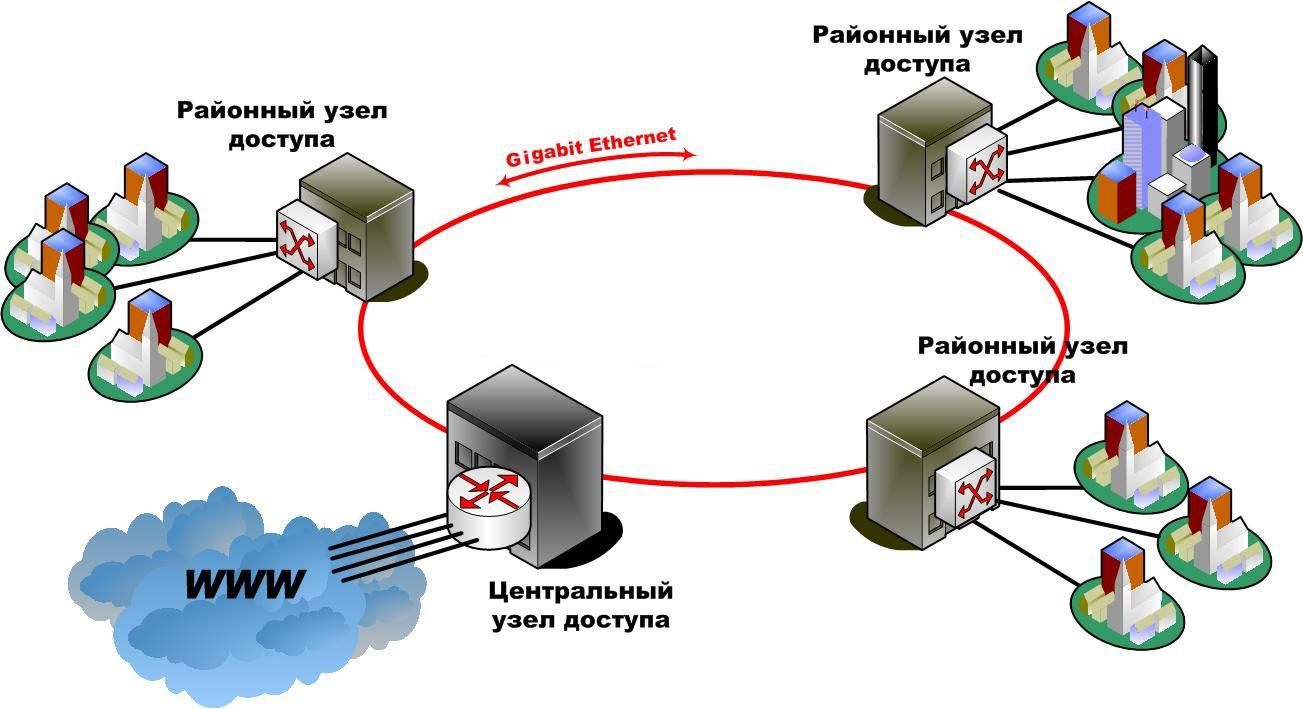 Районный узел
доступа
Районный узел
доступа
Gigabit Ethernet
Районный узел
доступа
WWW
Центральный
узел доступа